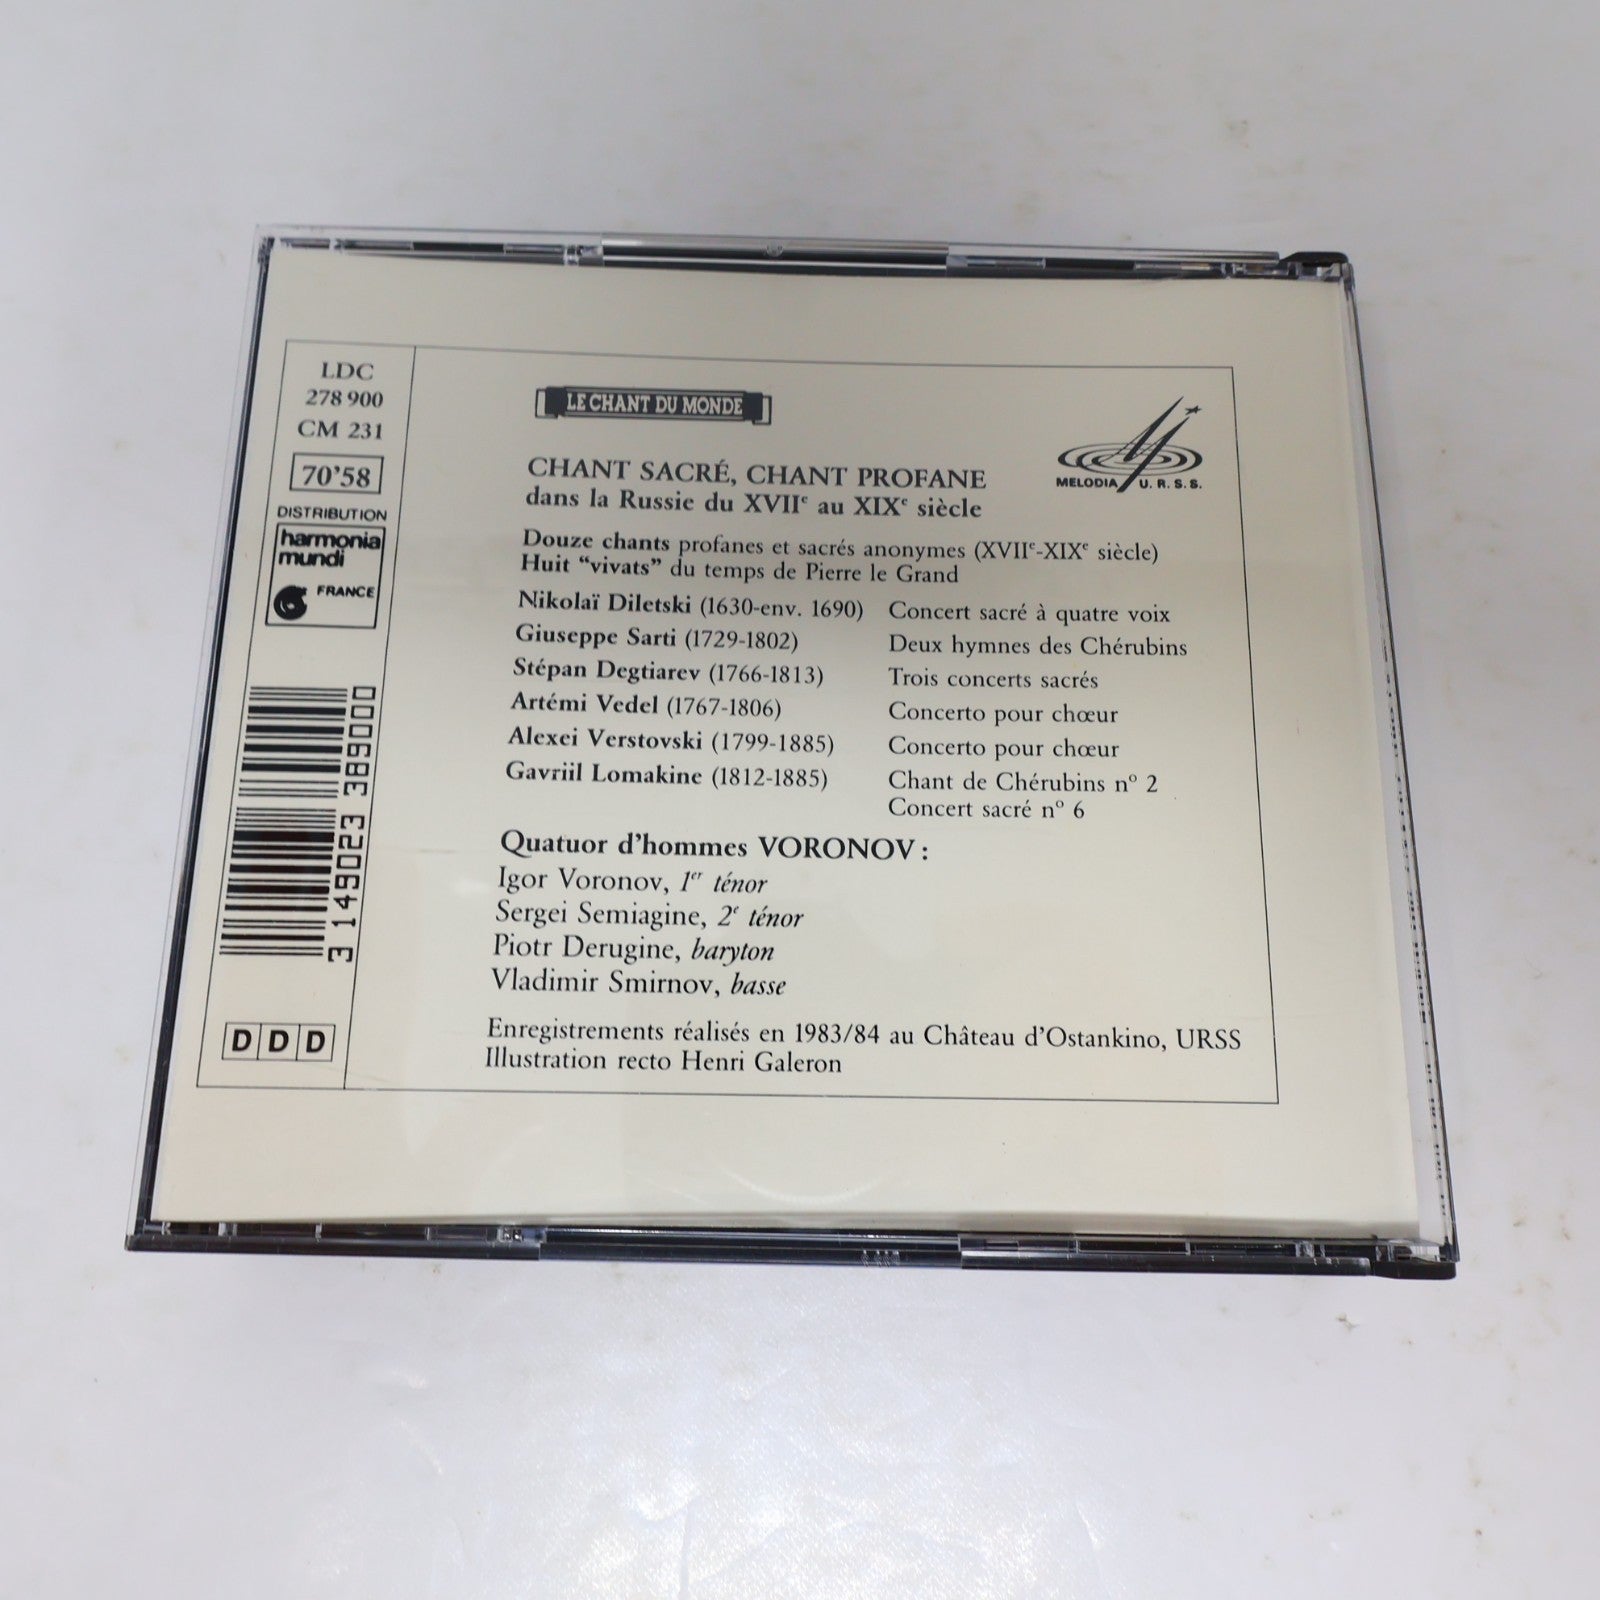 LDC
278 900
CM 231
70'58
DISTRIBUTION
harmonia
mundi
FRANCE
3 149023 389000
D D D
LE CHANT DU MONDE
MELODIA U.R.S.S.
CHANT SACRÉ, CHANT PROFANE
dans la Russie du XVIIᵉ au XIXᵉ siècle
Douze chants profanes et sacrés anonymes (XVIIᵉ-XIXᵉ siècle)
Huit “vivats” du temps de Pierre le Grand
Nikolaï Diletski (1630-env. 1690) Concert sacré à quatre voix
Giuseppe Sarti (1729-1802) Deux hymnes des Chérubins
Stépan Degtiarev (1766-1813) Trois concerts sacrés
Artémi Vedel (1767-1806) Concerto pour chœur
Alexei Verstovski (1799-1885) Concerto pour chœur
Gavriil Lomakine (1812-1885) Chant de Chérubins nº 2
Concert sacré nº 6
Quatuor d'hommes VORONOV :
Igor Voronov, 1ᵉʳ ténor
Sergei Semiagine, 2ᵉ ténor
Piotr Derugine, baryton
Vladimir Smirnov, basse
Enregistrements réalisés en 1983/84 au Château d'Ostankino, URSS
Illustration recto Henri Galeron